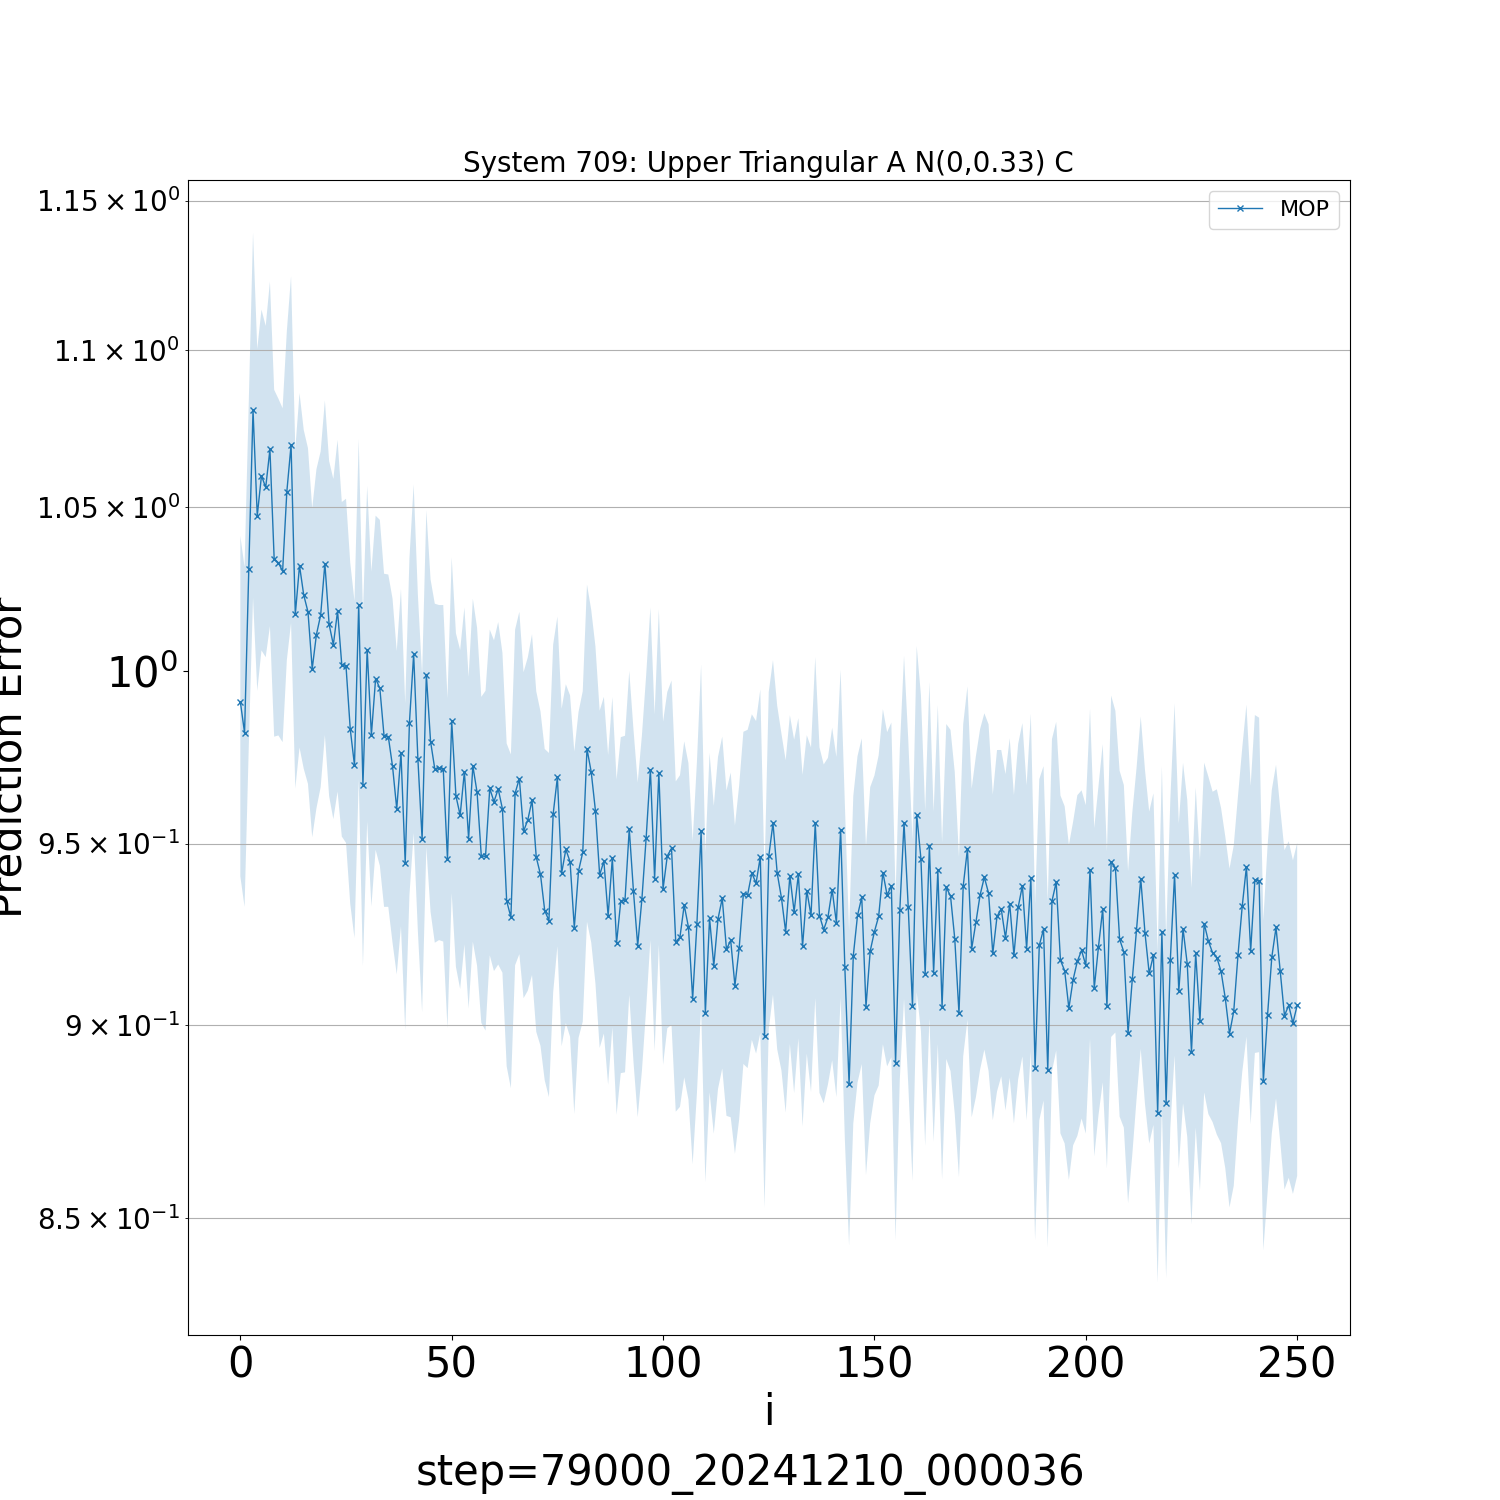 System 709: Upper Triangular A N(0,0.33) C
MOP
1.15 × 10⁰
1.1 × 10⁰
1.05 × 10⁰
10⁰
9.5 × 10⁻¹
9 × 10⁻¹
8.5 × 10⁻¹
Prediction Error
0 50 100 150 200 250
i
step=79000_20241210_000036